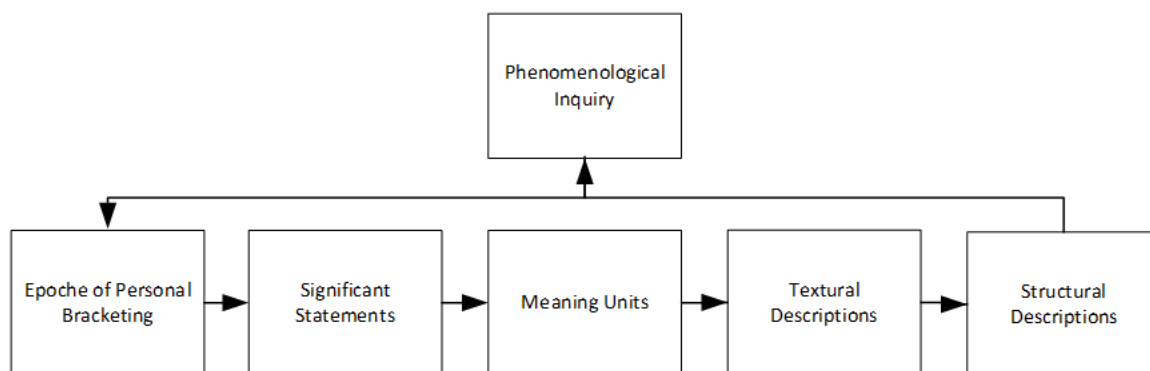 Phenomenological
Inquiry
Epoche of Personal
Bracketing
Significant
Statements
Meaning Units
Textural
Descriptions
Structural
Descriptions